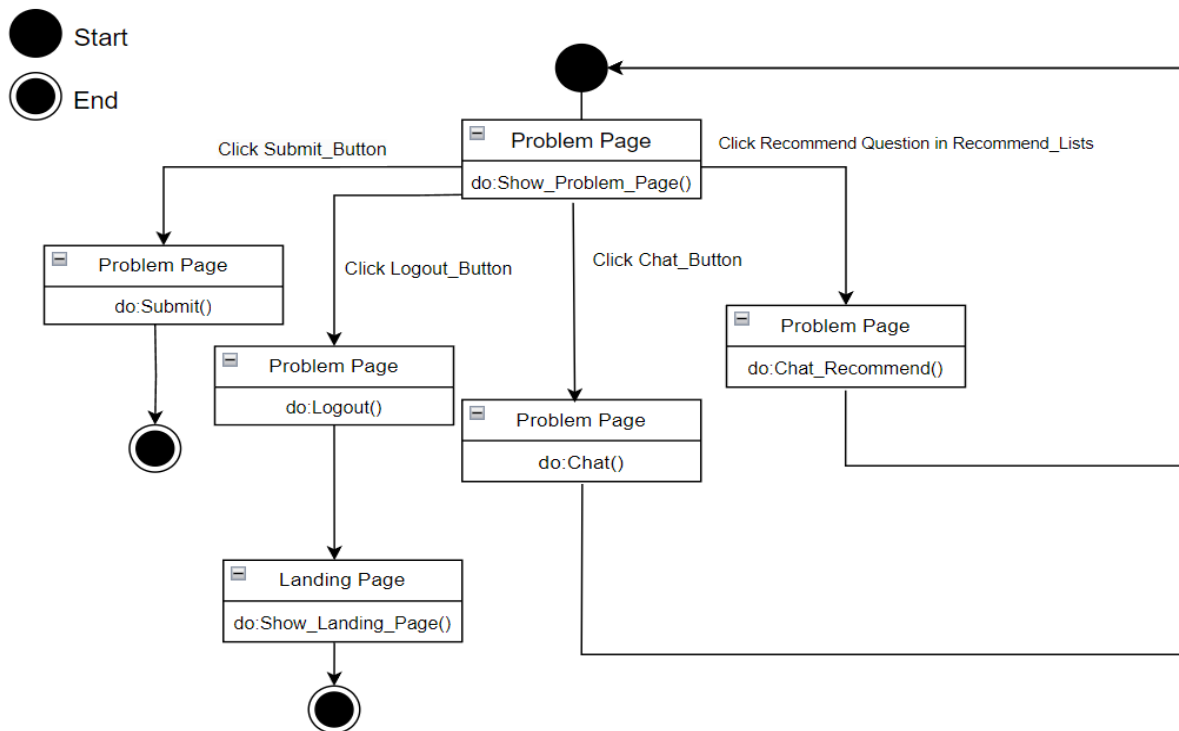 Start
End
Problem Page
do:Show_Problem_Page()
Click Submit_Button
Click Recommend Question in Recommend_Lists
Click Logout_Button
Click Chat_Button
Problem Page
do:Submit()
Problem Page
do:Logout()
Problem Page
do:Chat()
Problem Page
do:Chat_Recommend()
Landing Page
do:Show_Landing_Page()